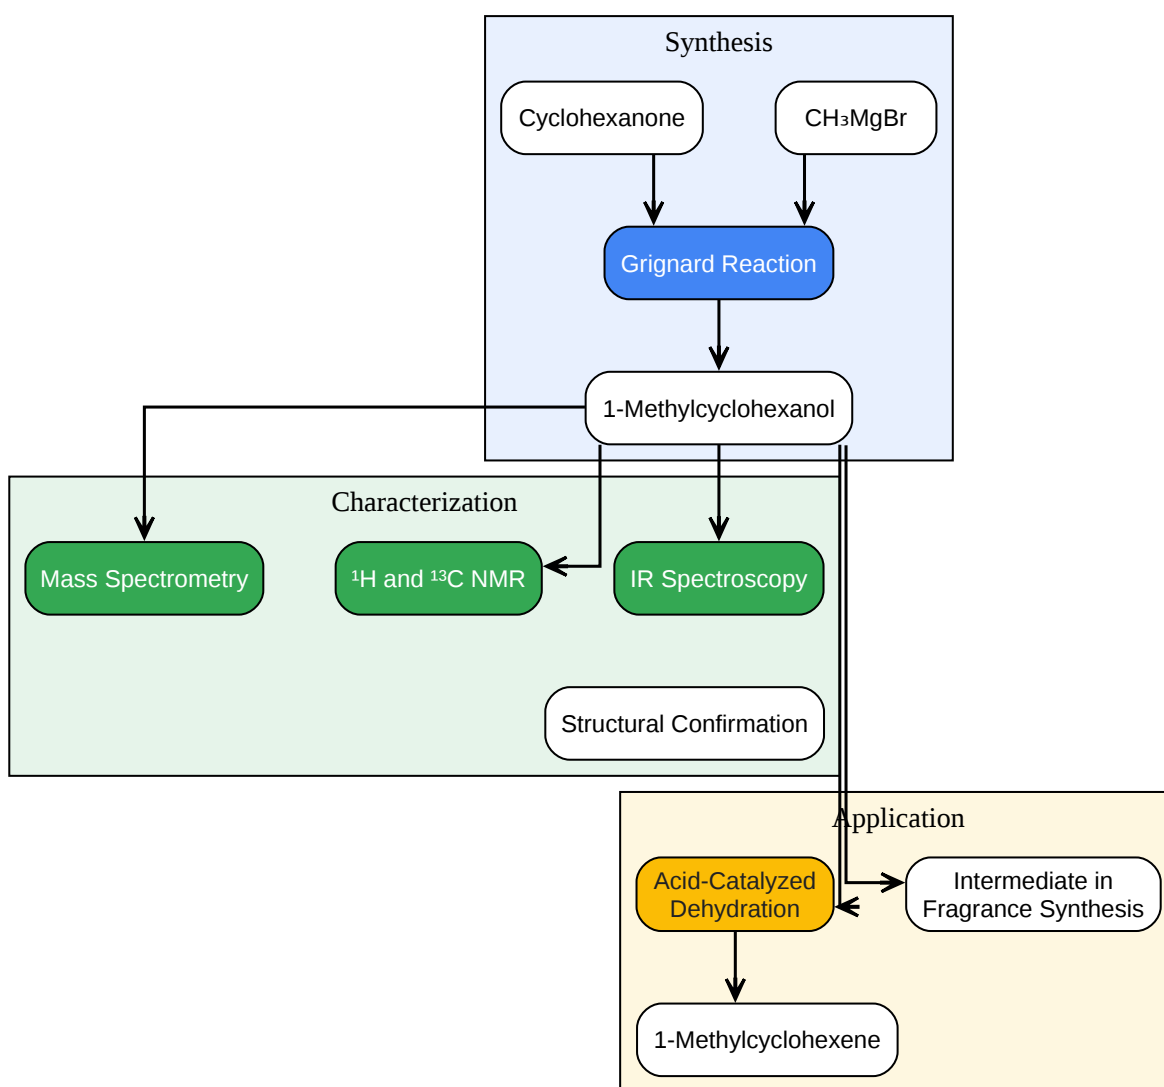 Synthesis
Cyclohexanone
CH₃MgBr
Grignard Reaction
1-Methylcyclohexanol
Characterization
Mass Spectrometry
¹H and ¹³C NMR
IR Spectroscopy
Structural Confirmation
Application
Acid-Catalyzed
Dehydration
Intermediate in
Fragrance Synthesis
1-Methylcyclohexene